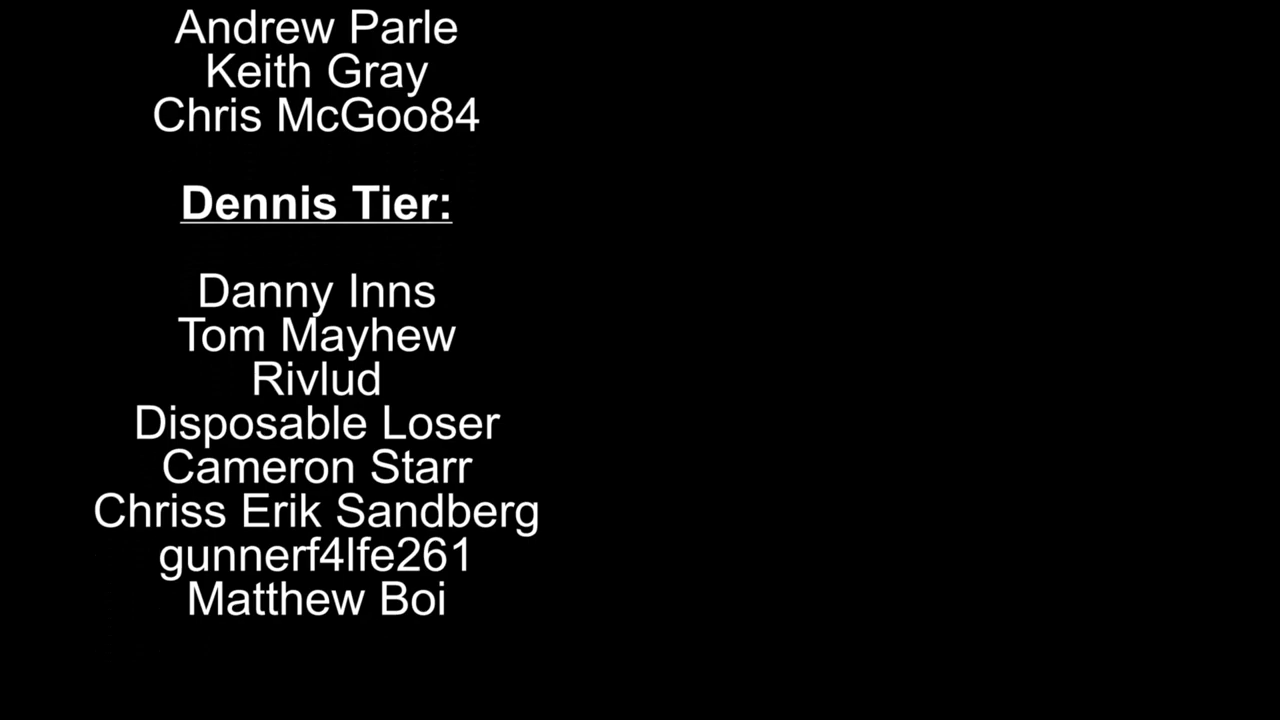 Andrew Parle
Keith Gray
Chris McGoo84
Dennis Tier:
Danny Inns
Tom Mayhew
Rivlud
Disposable Loser
Cameron Starr
Chriss Erik Sandberg
gunnerf4lfe261
Matthew Boi